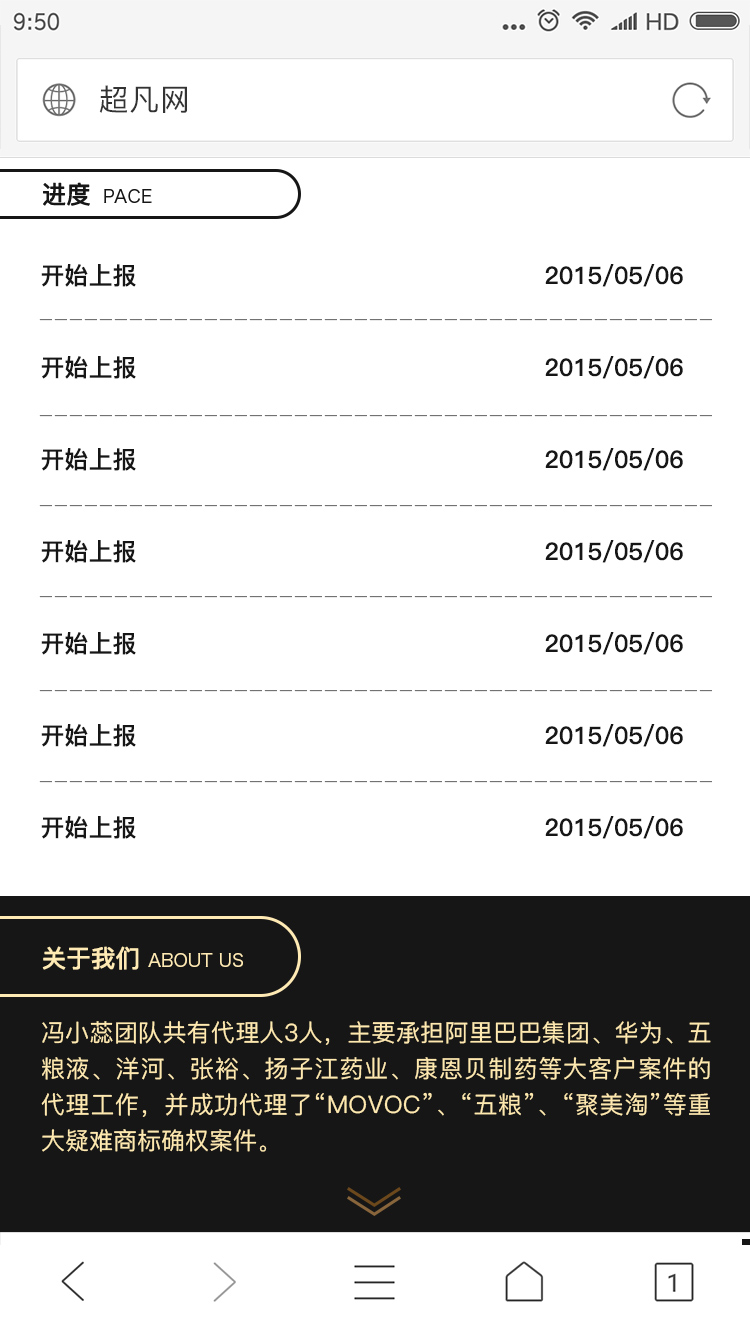 9:50
HD
超凡网
进度 PACE
开始上报 2015/05/06
开始上报 2015/05/06
开始上报 2015/05/06
开始上报 2015/05/06
开始上报 2015/05/06
开始上报 2015/05/06
开始上报 2015/05/06
关于我们 ABOUT US
冯小蕊团队共有代理人3人，主要承担阿里巴巴集团、华为、五
粮液、洋河、张裕、扬子江药业、康恩贝制药等大客户案件的
代理工作，并成功代理了“MOVOC”、“五粮”、“聚美淘”等重
大疑难商标确权案件。
1